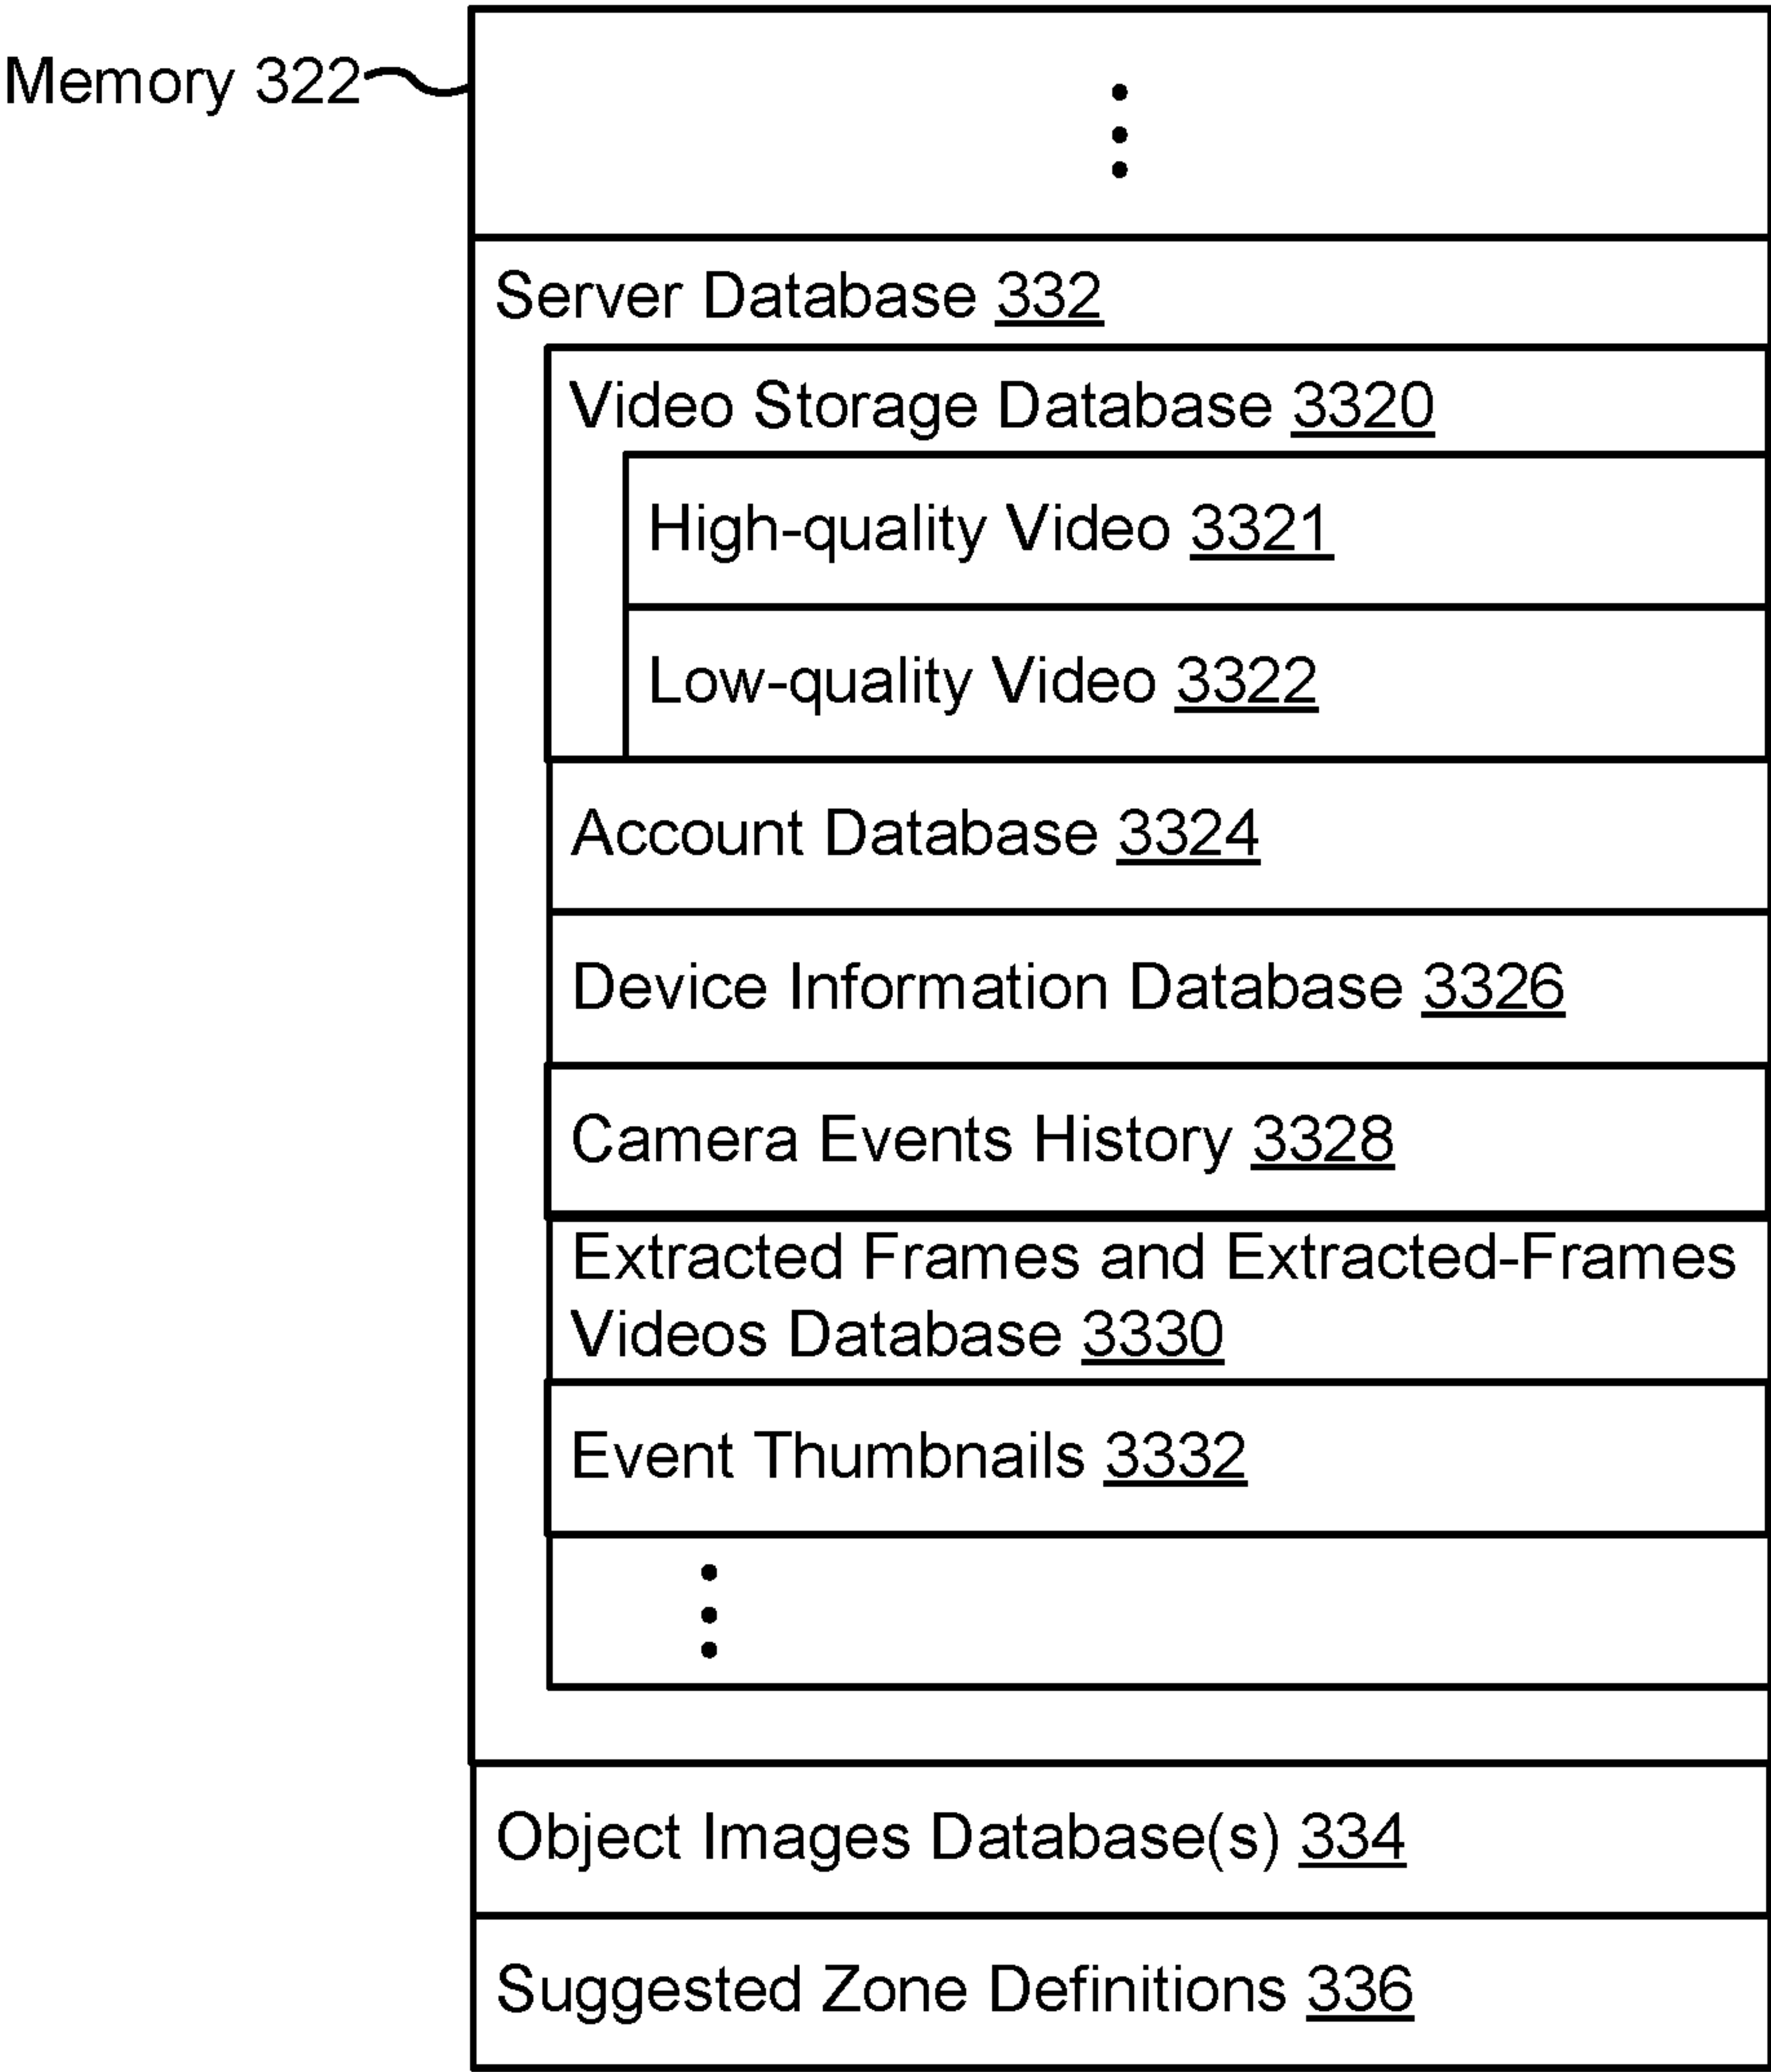 Memory 322
Server Database 332
Video Storage Database 3320
High-quality Video 3321
Low-quality Video 3322
Account Database 3324
Device Information Database 3326
Camera Events History 3328
Extracted Frames and Extracted-Frames
Videos Database 3330
Event Thumbnails 3332
Object Images Database(s) 334
Suggested Zone Definitions 336